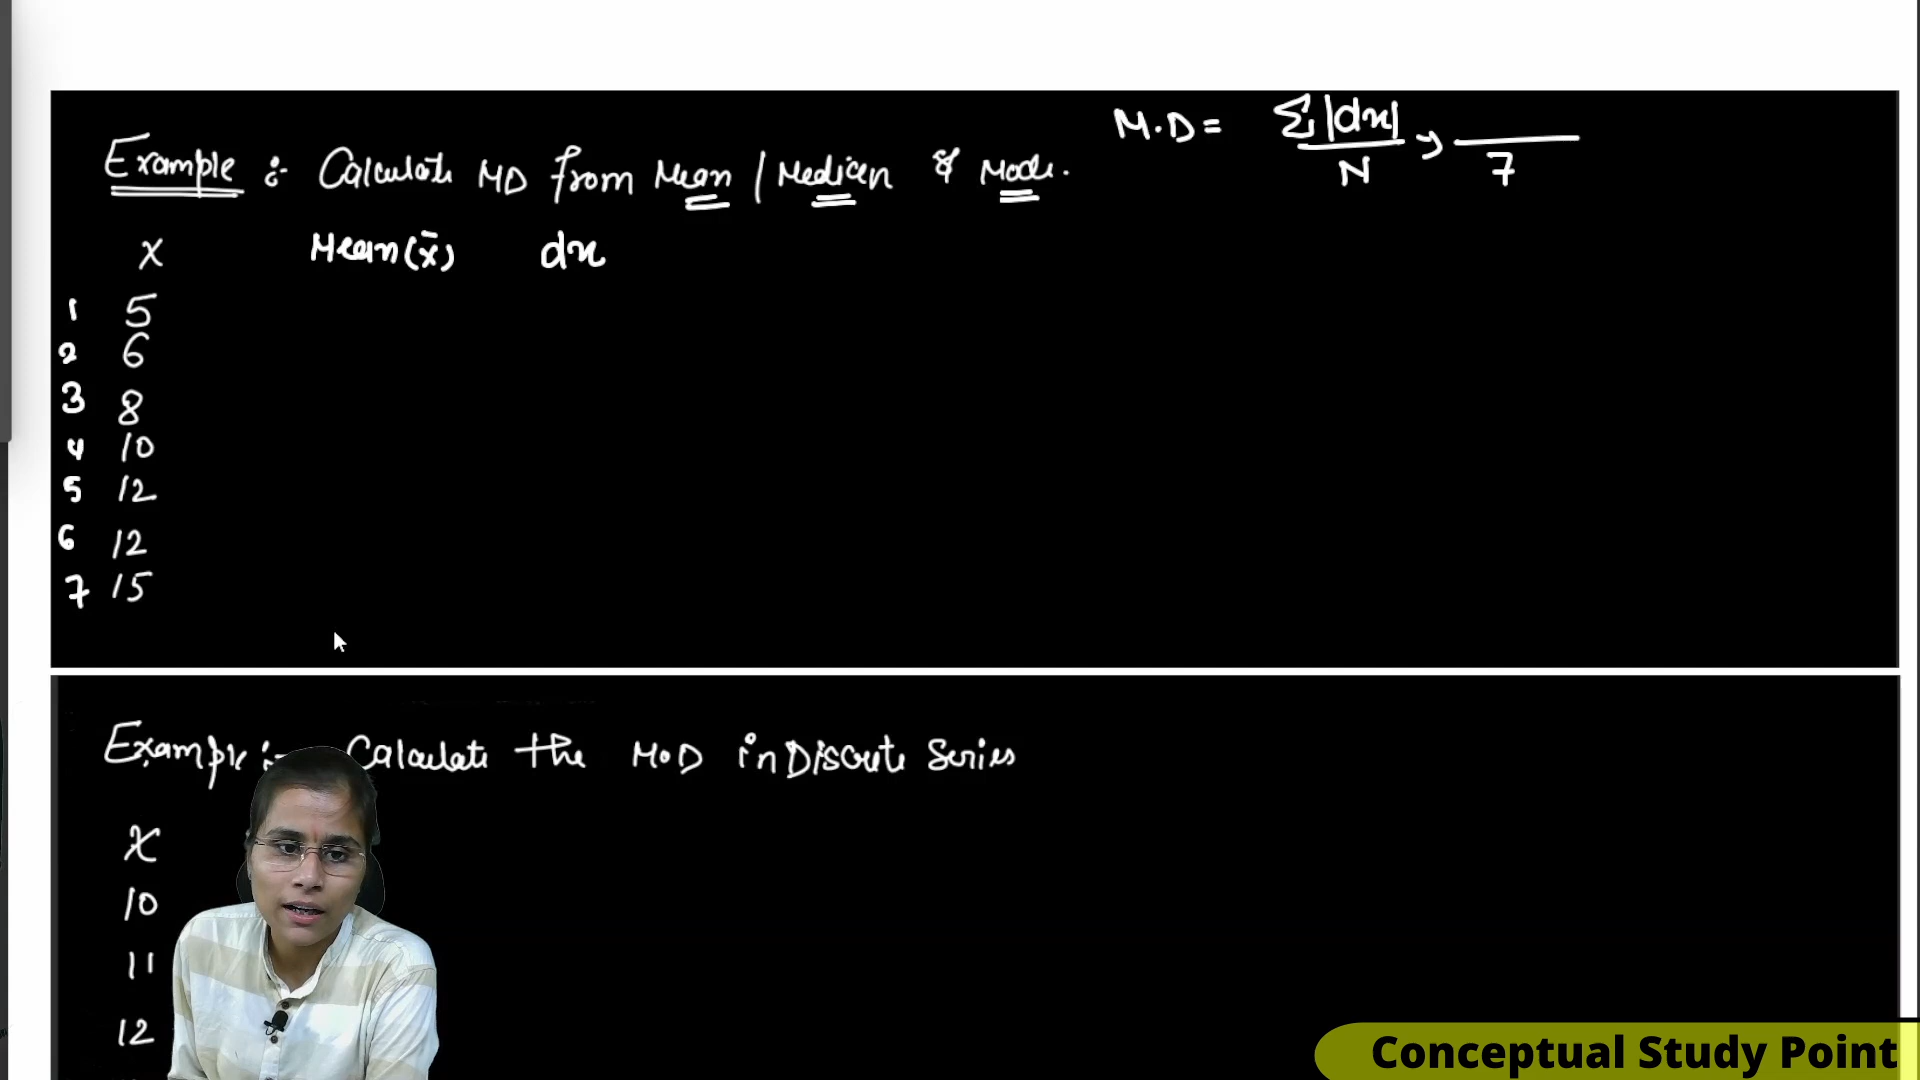 M.D = Σ|dx| / N → / 7
Example :- Calculate MD from Mean / Median & Mode.
X Mean(x̄) dx
1 5
2 6
3 8
4 10
5 12
6 12
7 15
Example :- Calculate the M.D in Discrete Series
X
10
11
12
Conceptual Study Point